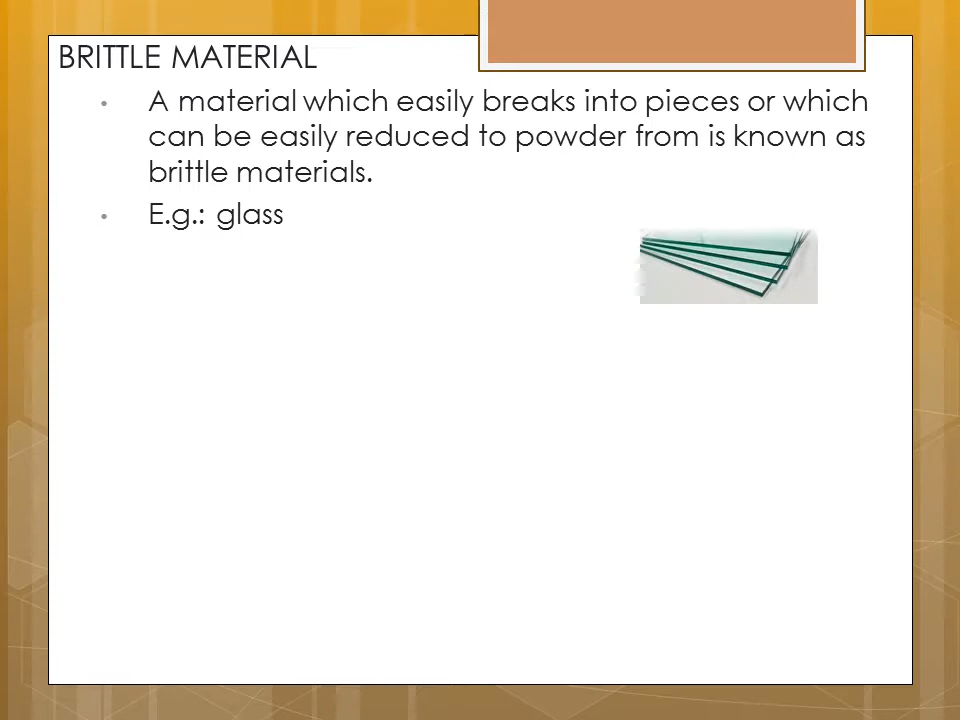 BRITTLE MATERIAL
• A material which easily breaks into pieces or which
can be easily reduced to powder from is known as
brittle materials.
• E.g.: glass